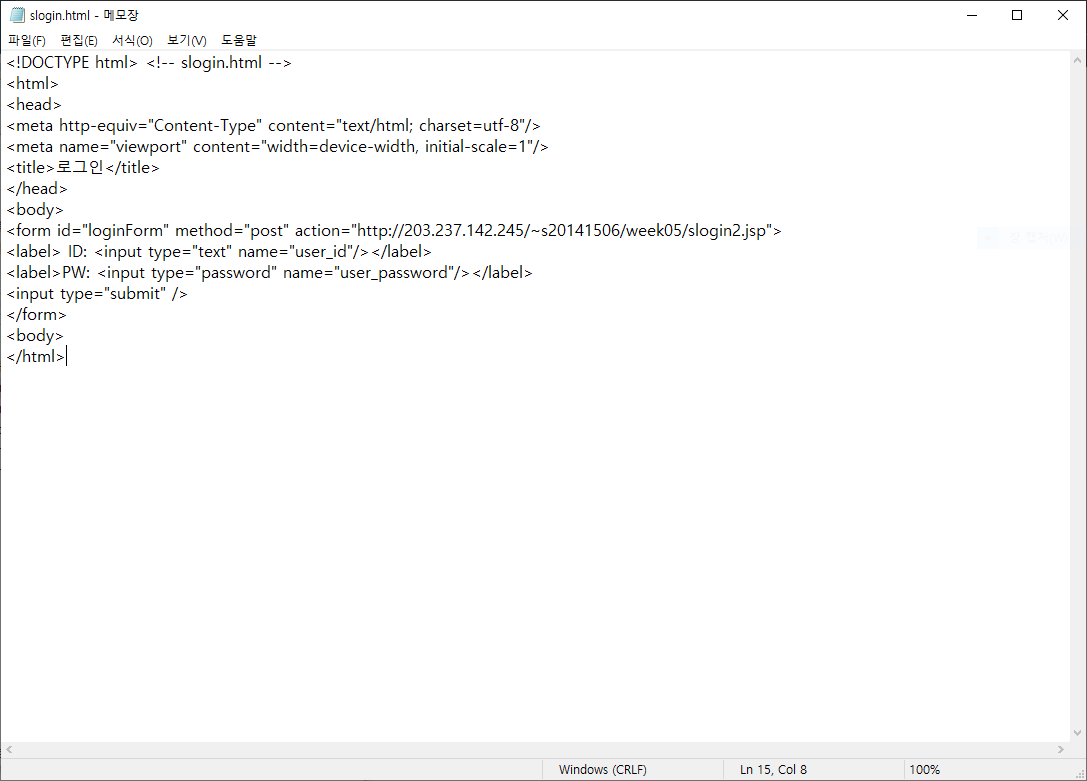 slogin.html - 메모장
파일(F) 편집(E) 서식(O) 보기(V) 도움말
<!DOCTYPE html> <!-- slogin.html -->
<html>
<head>
<meta http-equiv="Content-Type" content="text/html; charset=utf-8"/>
<meta name="viewport" content="width=device-width, initial-scale=1"/>
<title>로그인</title>
</head>
<body>
<form id="loginForm" method="post" action="http://203.237.142.245/~s20141506/week05/slogin2.jsp">
<label> ID: <input type="text" name="user_id"/></label>
<label>PW: <input type="password" name="user_password"/></label>
<input type="submit" />
</form>
<body>
</html>
Windows (CRLF) Ln 15, Col 8 100%